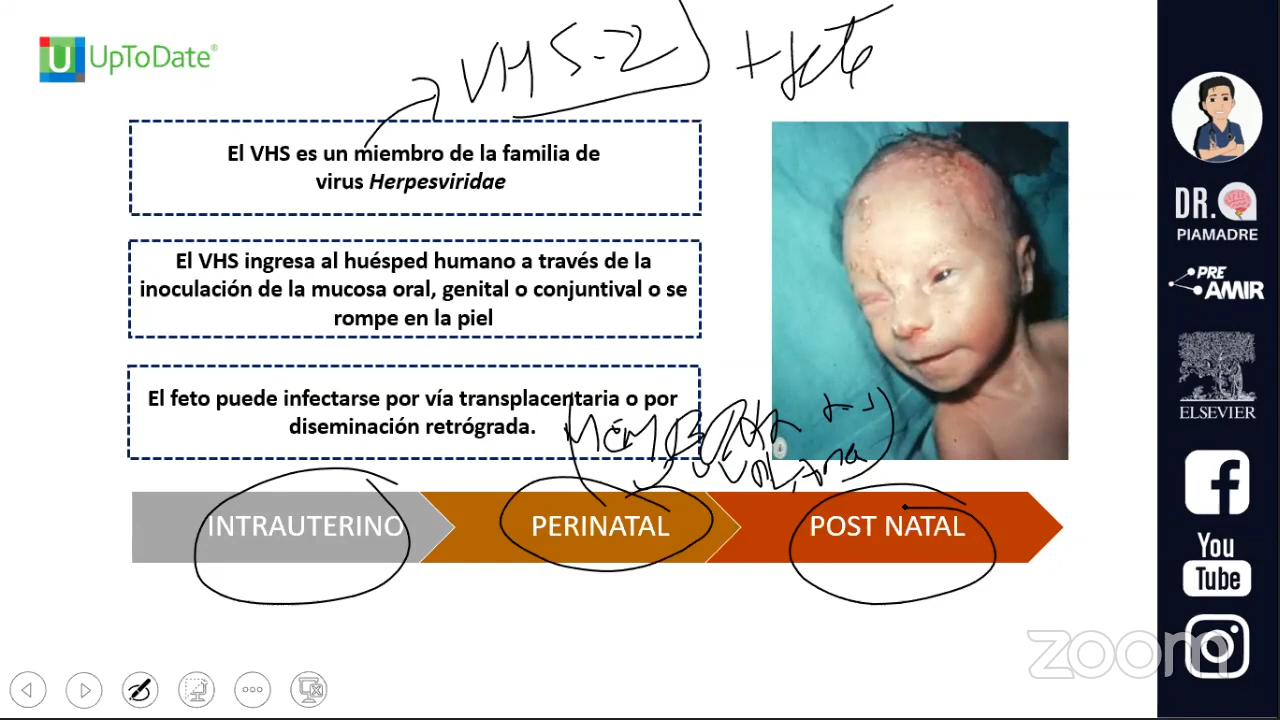 UpToDate®
VHS-2
El VHS es un miembro de la familia de
virus Herpesviridae
El VHS ingresa al huésped humano a través de la
inoculación de la mucosa oral, genital o conjuntival o se
rompe en la piel
El feto puede infectarse por vía transplacentaria o por
diseminación retrógrada.
INTRAUTERINO
PERINATAL
POST NATAL
DR.
PIAMADRE
PRE
AMIR
ELSEVIER
You
Tube
zoom